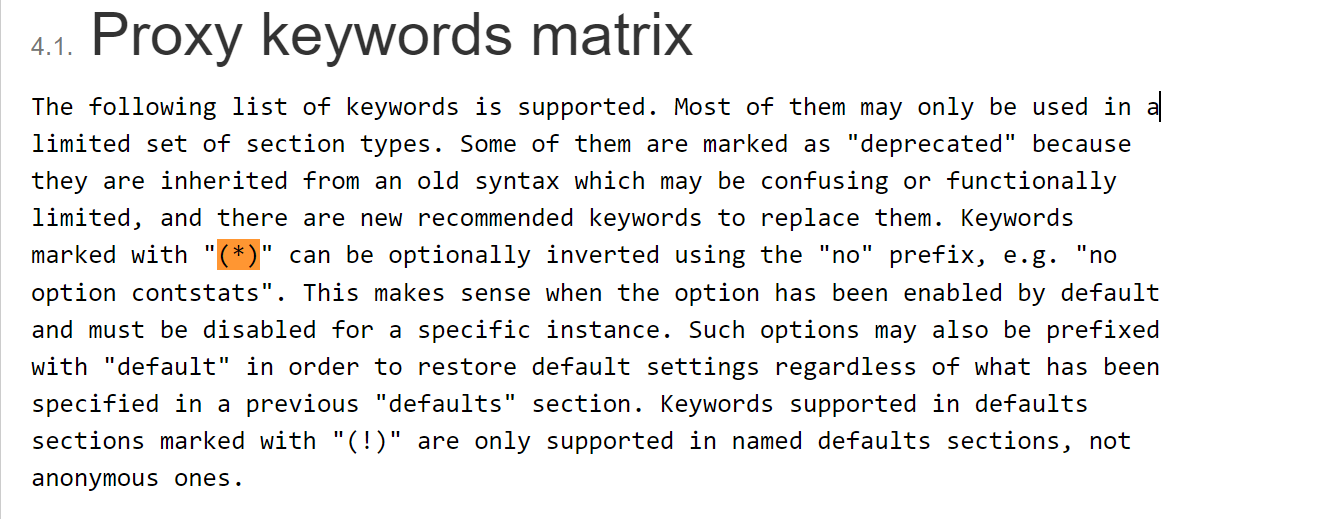 4.1. Proxy keywords matrix
The following list of keywords is supported. Most of them may only be used in a
limited set of section types. Some of them are marked as "deprecated" because
they are inherited from an old syntax which may be confusing or functionally
limited, and there are new recommended keywords to replace them. Keywords
marked with "(*)" can be optionally inverted using the "no" prefix, e.g. "no
option contstats". This makes sense when the option has been enabled by default
and must be disabled for a specific instance. Such options may also be prefixed
with "default" in order to restore default settings regardless of what has been
specified in a previous "defaults" section. Keywords supported in defaults
sections marked with "(!)" are only supported in named defaults sections, not
anonymous ones.